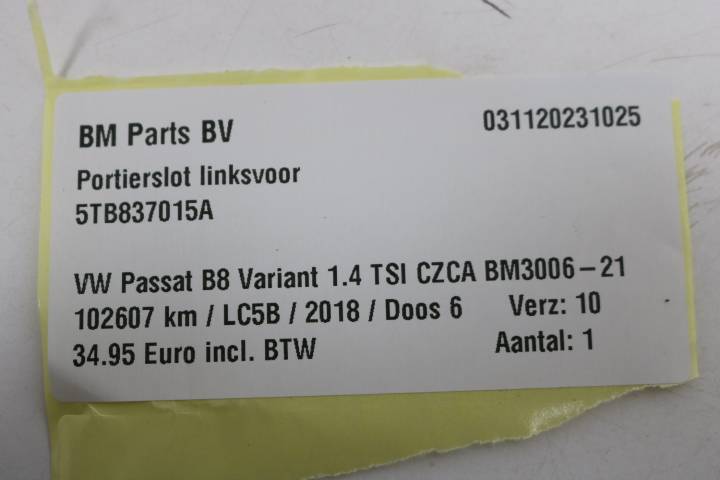 BM Parts BV 031120231025
Portierslot linksvoor
5TB837015A
VW Passat B8 Variant 1.4 TSI CZCA BM3006-21
102607 km / LC5B / 2018 / Doos 6 Verz: 10
34.95 Euro incl. BTW Aantal: 1